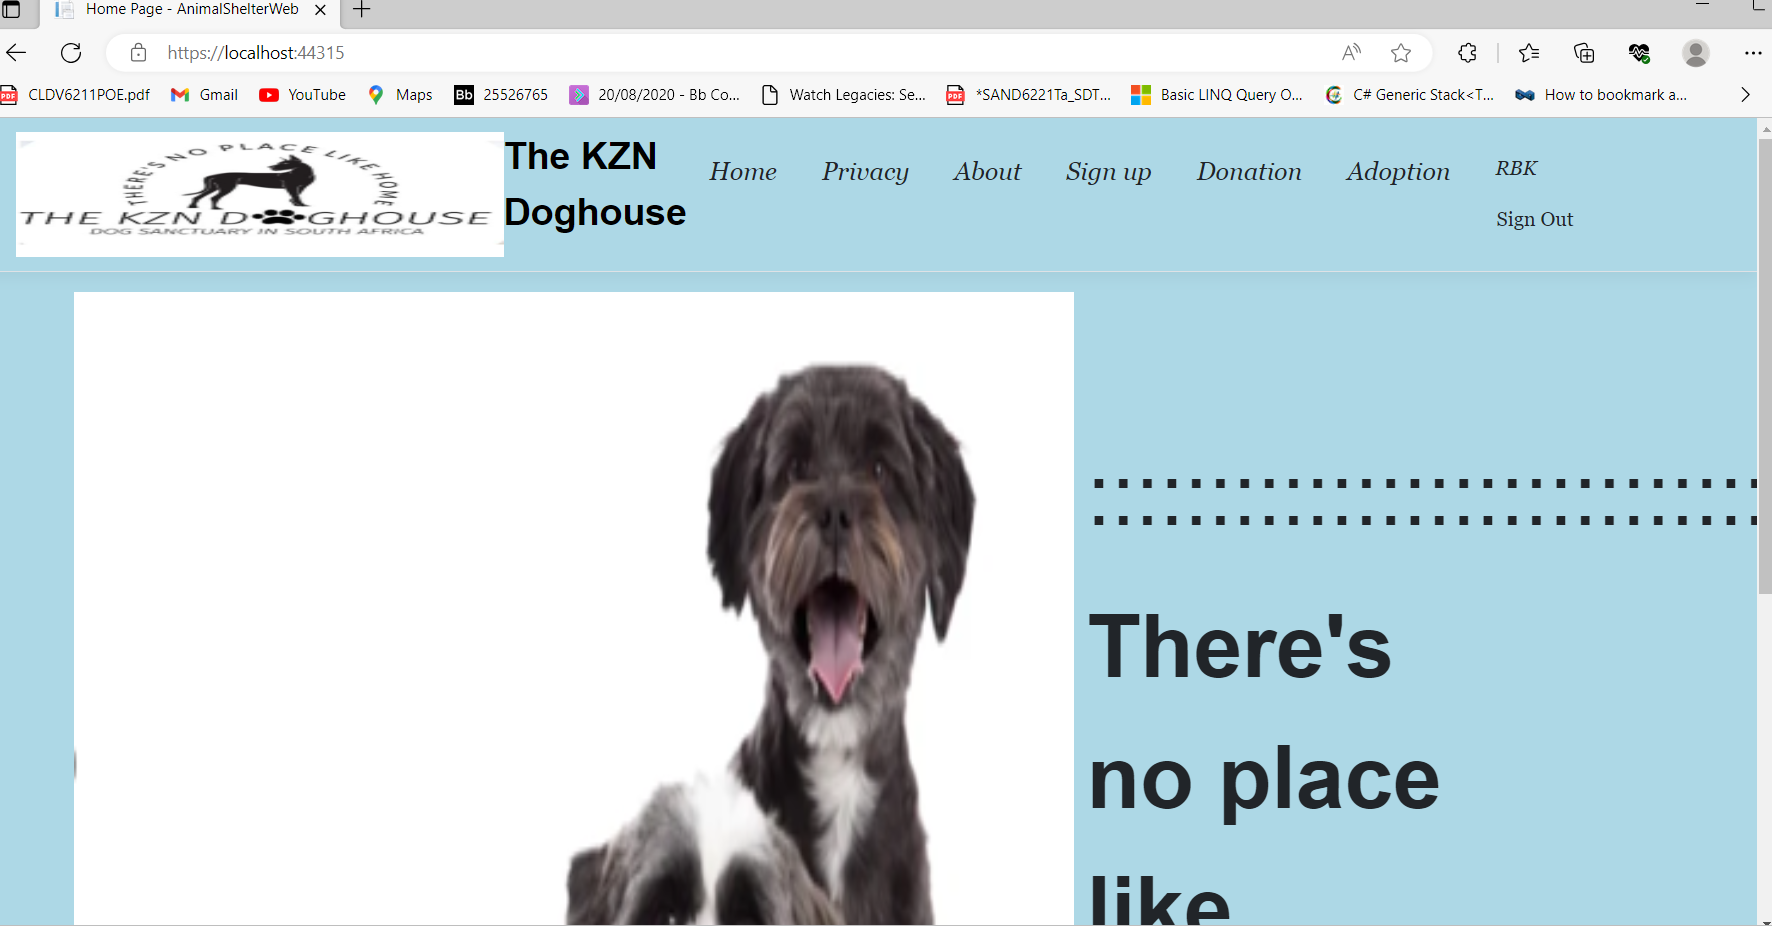 Home Page - AnimalShelterWeb
https://localhost:44315
CLDV6211POE.pdf Gmail YouTube Maps Bb 25526765 20/08/2020 - Bb Co... Watch Legacies: Se... PDF *SAND6221Ta_SDT... Basic LINQ Query O... C# Generic Stack<T... How to bookmark a...
THERE'S NO PLACE LIKE HOME
THE KZN DOGHOUSE
DOG SANCTUARY IN SOUTH AFRICA
The KZN
Doghouse
Home Privacy About Sign up Donation Adoption RBK
Sign Out
::::::::::::::::::::::::::::
There's
no place
like